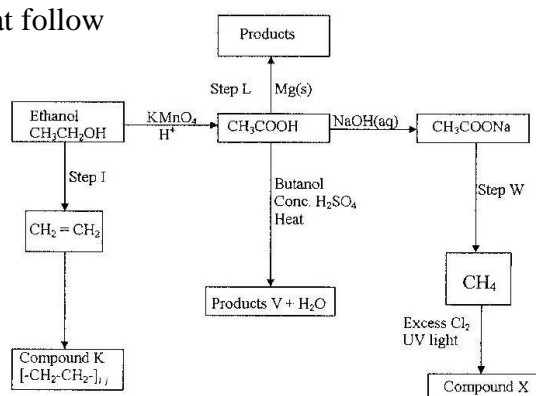 at follow
Products
Step L
Mg(s)
Ethanol
CH₃CH₂OH
KMnO₄
H⁺
CH₃COOH
NaOH(aq)
CH₃COONa
Step I
Butanol
Conc. H₂SO₄
Heat
Step W
CH₂ = CH₂
CH₄
Products V + H₂O
Excess Cl₂
UV light
Compound K
[-CH₂-CH₂-]
Compound X